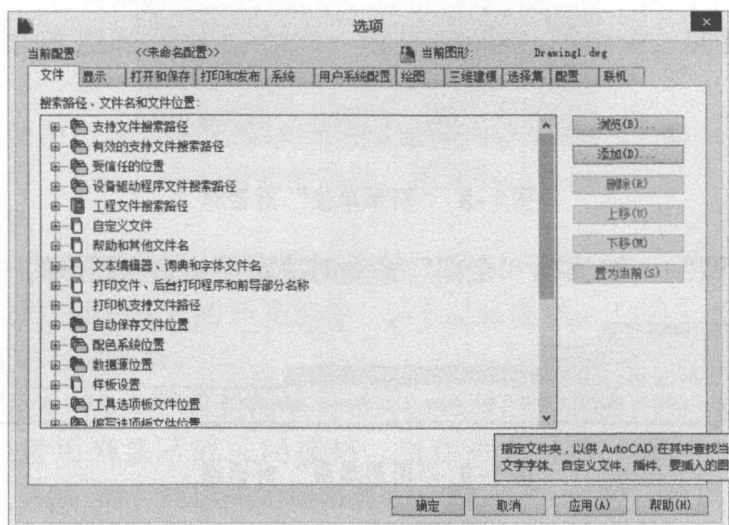 选项
当前配置: <<未命名配置>> 当前图形: Drawing1.dwg
文件 显示 打开和保存 打印和发布 系统 用户系统配置 绘图 三维建模 选择集 配置 联机
搜索路径、文件名和文件位置:
支持文件搜索路径
有效的支持文件搜索路径
受信任的位置
设备驱动程序文件搜索路径
工程文件搜索路径
自定义文件
帮助和其他文件名
文本编辑器、词典和字体文件名
打印文件、后台打印程序和前导部分名称
打印机支持文件路径
自动保存文件位置
配色系统位置
数据源位置
样板设置
工具选项板文件位置
编写选项板文件位置
浏览(B)...
添加(D)...
删除(R)
上移(U)
下移(M)
置为当前(S)
指定文件夹，以供 AutoCAD 在其中查找当
文字字体、自定义文件、插件、要插入的图
确定 取消 应用(A) 帮助(H)